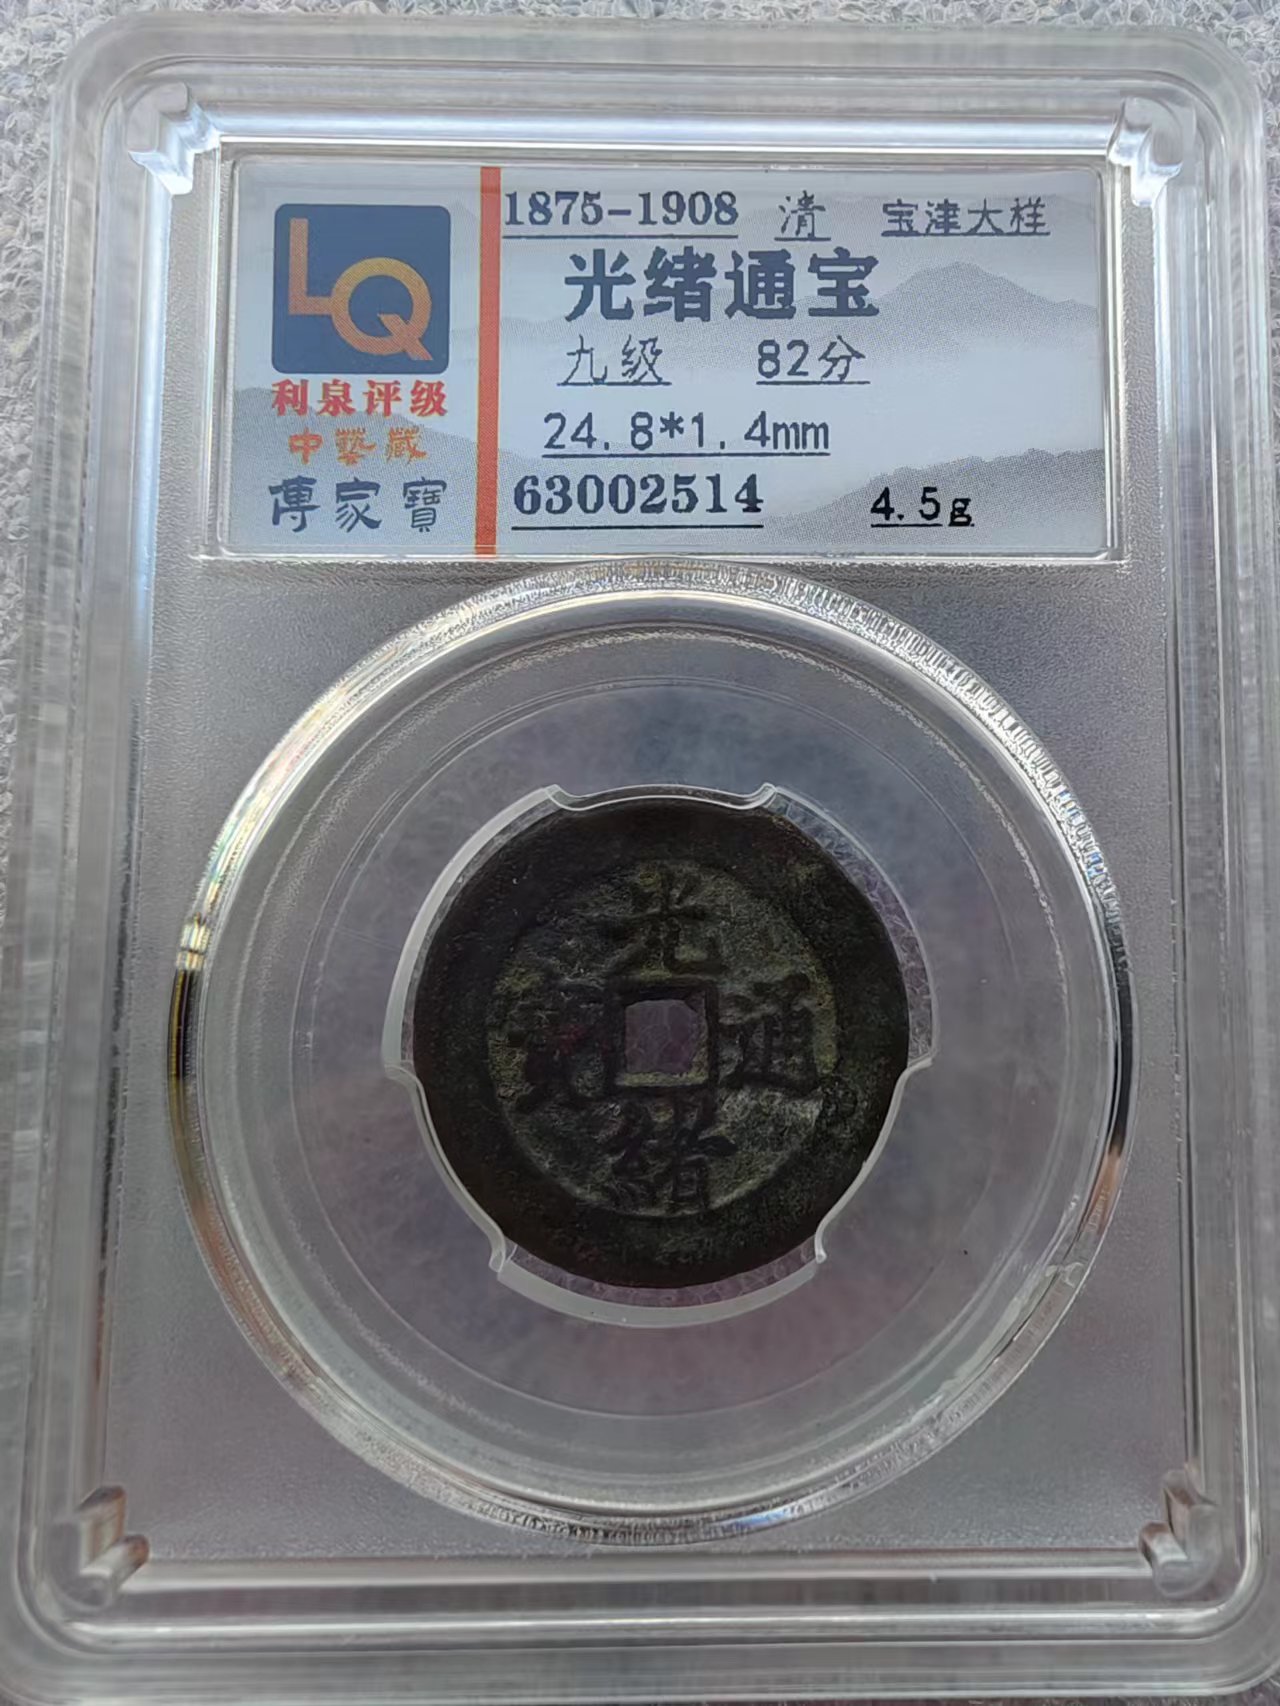 LQ
利泉评级
中藝藏
傳家寶
1875-1908 清 宝津大样
光绪通宝
九级 82分
24.8*1.4mm
63002514 4.5g
光
寶 通
緒